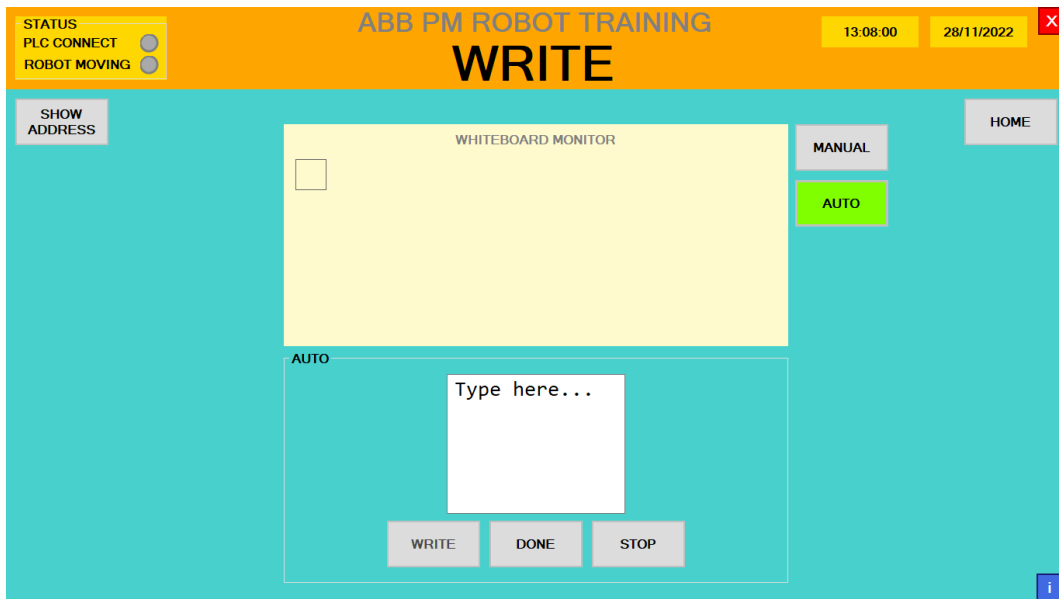 STATUS
PLC CONNECT
ROBOT MOVING
ABB PM ROBOT TRAINING
WRITE
13:08:00
28/11/2022
X
SHOW
ADDRESS
HOME
WHITEBOARD MONITOR
MANUAL
AUTO
AUTO
Type here...
WRITE
DONE
STOP
i